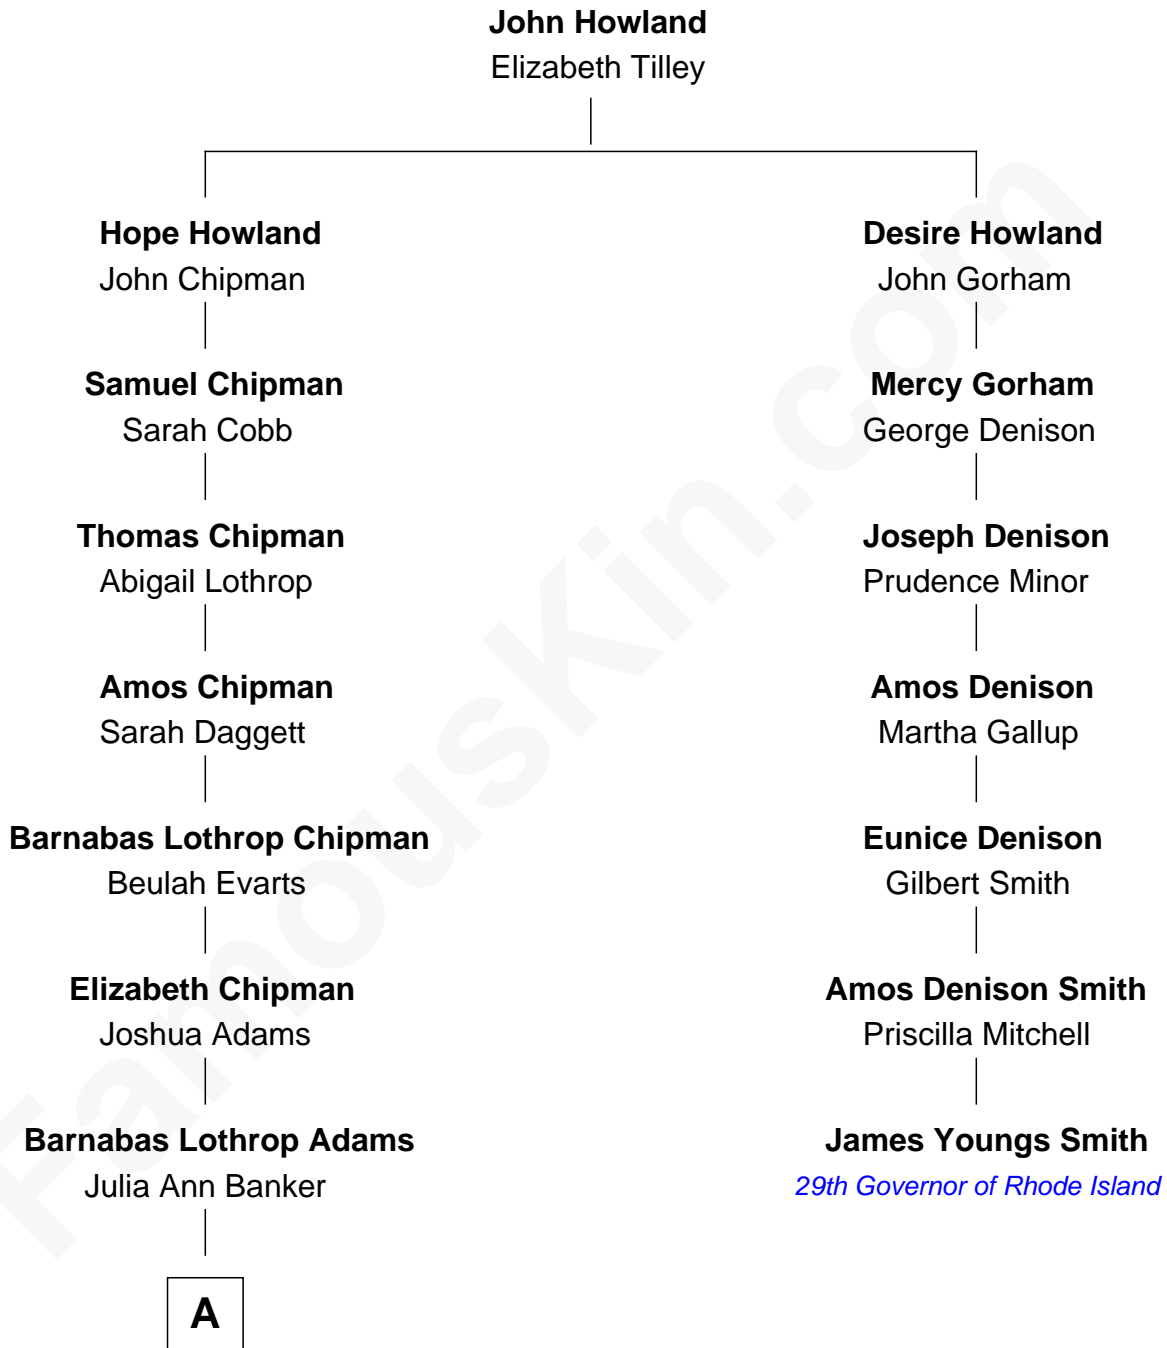 John Howland
Elizabeth Tilley
Hope Howland
John Chipman
Desire Howland
John Gorham
Samuel Chipman
Sarah Cobb
Mercy Gorham
George Denison
Thomas Chipman
Abigail Lothrop
Joseph Denison
Prudence Minor
Amos Chipman
Sarah Daggett
Amos Denison
Martha Gallup
Barnabas Lothrop Chipman
Beulah Evarts
Eunice Denison
Gilbert Smith
Elizabeth Chipman
Joshua Adams
Amos Denison Smith
Priscilla Mitchell
Barnabas Lothrop Adams
Julia Ann Banker
James Youngs Smith
29th Governor of Rhode Island
A
FamousKin.com